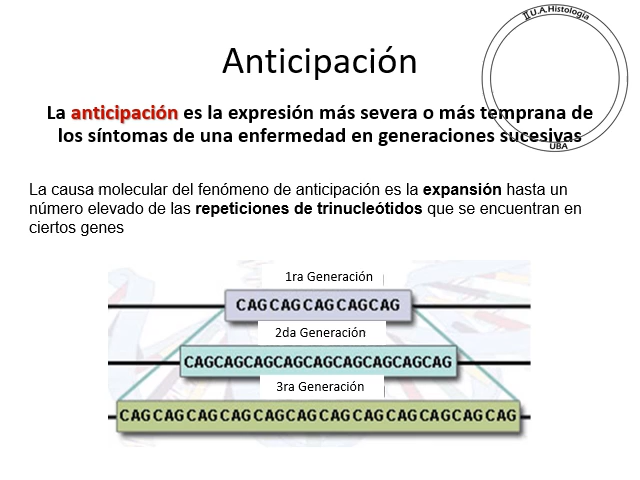 II U.A.Histología
Anticipación
La anticipación es la expresión más severa o más temprana de
los síntomas de una enfermedad en generaciones sucesivas
UBA
La causa molecular del fenómeno de anticipación es la expansión hasta un
número elevado de las repeticiones de trinucleótidos que se encuentran en
ciertos genes
1ra Generación
CAGCAGCAGCAGCAG
2da Generación
CAGCAGCAGCAGCAGCAGCAGCAGCAG
3ra Generación
CAGCAGCAGCAGCAGCAGCAGCAGCAGCAGCAGCAG